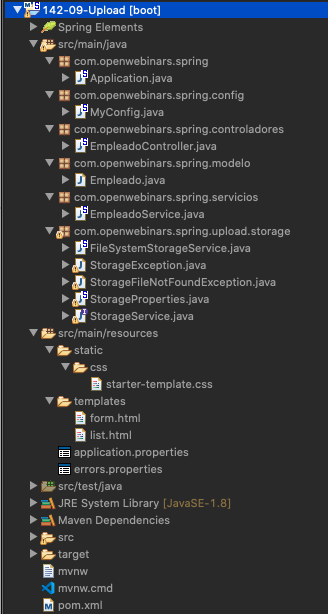 142-09-Upload [boot]
Spring Elements
src/main/java
com.openwebinars.spring
Application.java
com.openwebinars.spring.config
MyConfig.java
com.openwebinars.spring.controladores
EmpleadoController.java
com.openwebinars.spring.modelo
Empleado.java
com.openwebinars.spring.servicios
EmpleadoService.java
com.openwebinars.spring.upload.storage
FileSystemStorageService.java
StorageException.java
StorageFileNotFoundException.java
StorageProperties.java
StorageService.java
src/main/resources
static
css
starter-template.css
templates
form.html
list.html
application.properties
errors.properties
src/test/java
JRE System Library [JavaSE-1.8]
Maven Dependencies
src
target
mvnw
mvnw.cmd
pom.xml